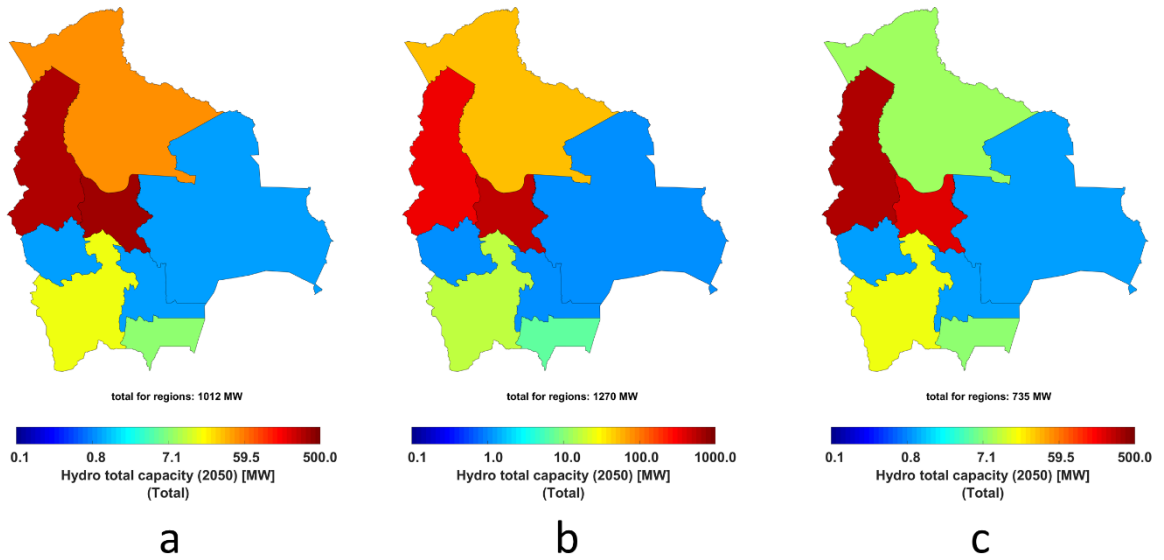 total for regions: 1012 MW
0.1 0.8 7.1 59.5 500.0
Hydro total capacity (2050) [MW]
(Total)
a
total for regions: 1270 MW
0.1 1.0 10.0 100.0 1000.0
Hydro total capacity (2050) [MW]
(Total)
b
total for regions: 735 MW
0.1 0.8 7.1 59.5 500.0
Hydro total capacity (2050) [MW]
(Total)
c